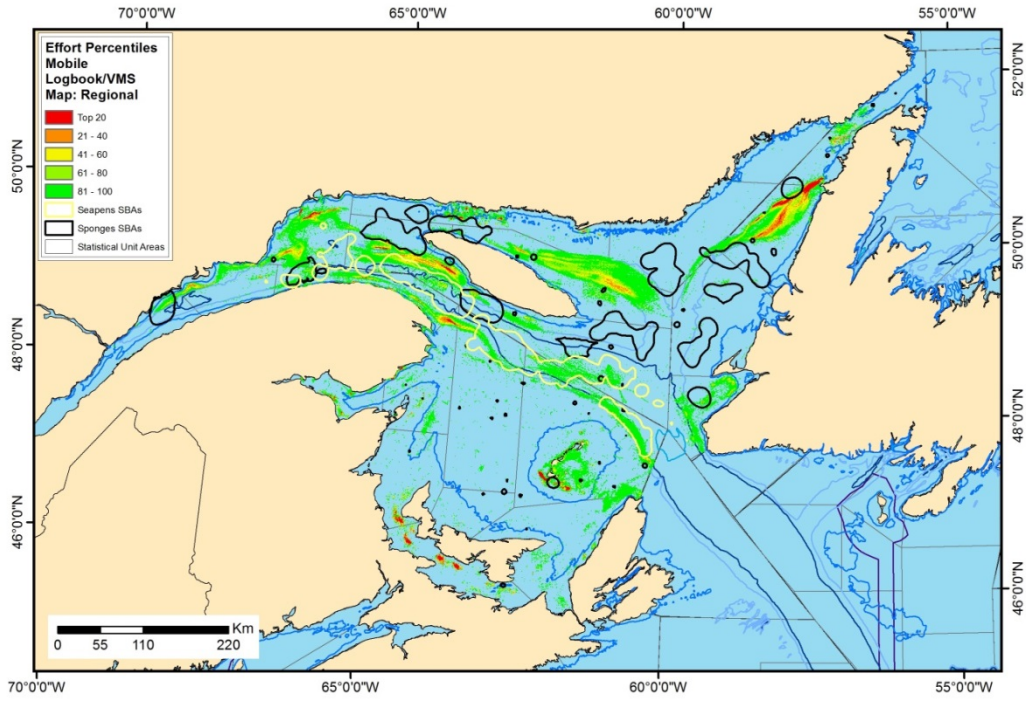 70°0'0"W 65°0'0"W 60°0'0"W 55°0'0"W
Effort Percentiles
Mobile
Logbook/VMS
Map: Regional
Top 20
21 - 40
41 - 60
61 - 80
81 - 100
Seapens SBAs
Sponges SBAs
Statistical Unit Areas
52°0'0"N
50°0'0"N
50°0'0"N
48°0'0"N
48°0'0"N
46°0'0"N
46°0'0"N
Km
0 55 110 220
70°0'0"W 65°0'0"W 60°0'0"W 55°0'0"W